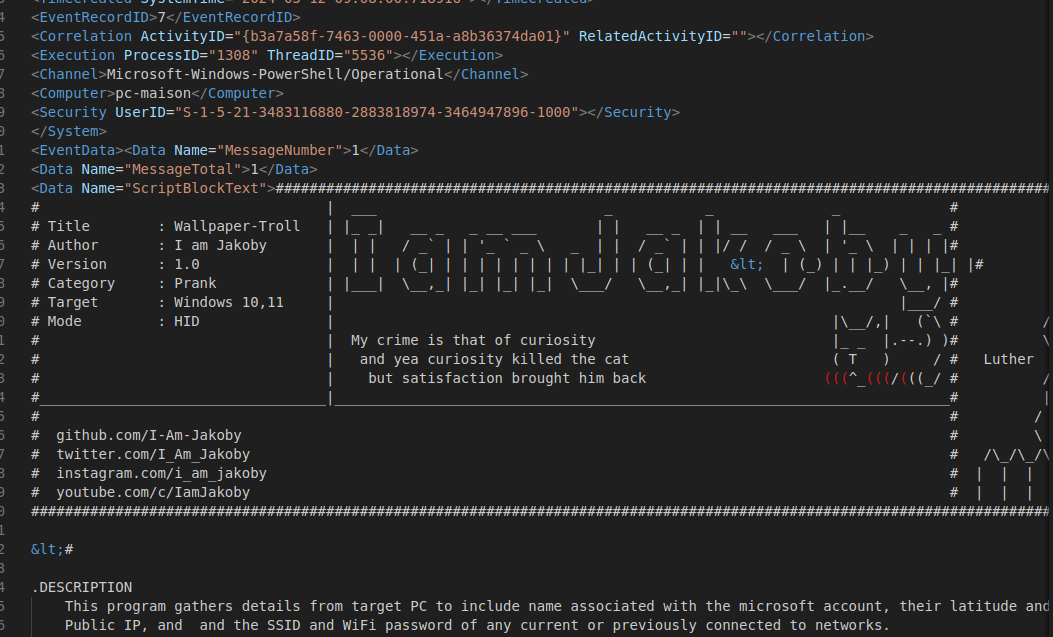 <EventRecordID>7</EventRecordID>
<Correlation ActivityID="{b3a7a58f-7463-0000-451a-a8b36374da01}" RelatedActivityID=""></Correlation>
<Execution ProcessID="1308" ThreadID="5536"></Execution>
<Channel>Microsoft-Windows-PowerShell/Operational</Channel>
<Computer>pc-maison</Computer>
<Security UserID="S-1-5-21-3483116880-2883818974-3464947896-1000"></Security>
</System>
<EventData><Data Name="MessageNumber">1</Data>
<Data Name="MessageTotal">1</Data>
<Data Name="ScriptBlockText">
# Title : Wallpaper-Troll
# Author : I am Jakoby
# Version : 1.0 &lt;
# Category : Prank
# Target : Windows 10,11
# Mode : HID
# | My crime is that of curiosity
# | and yea curiosity killed the cat # Luther
# | but satisfaction brought him back
# github.com/I-Am-Jakoby
# twitter.com/I_Am_Jakoby
# instagram.com/i_am_jakoby
# youtube.com/c/IamJakoby
&lt;#
.DESCRIPTION
This program gathers details from target PC to include name associated with the microsoft account, their latitude and
Public IP, and  and the SSID and WiFi password of any current or previously connected to networks.